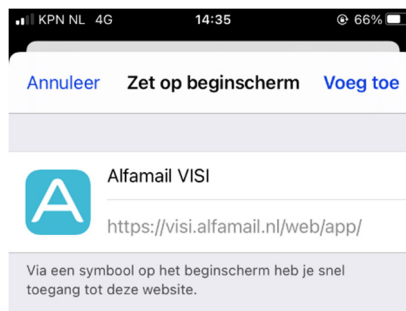 KPN NL 4G 14:35 66%
Annuleer Zet op beginscherm Voeg toe
A Alfamail VISI
https://visi.alfamail.nl/web/app/
Via een symbool op het beginscherm heb je snel
toegang tot deze website.